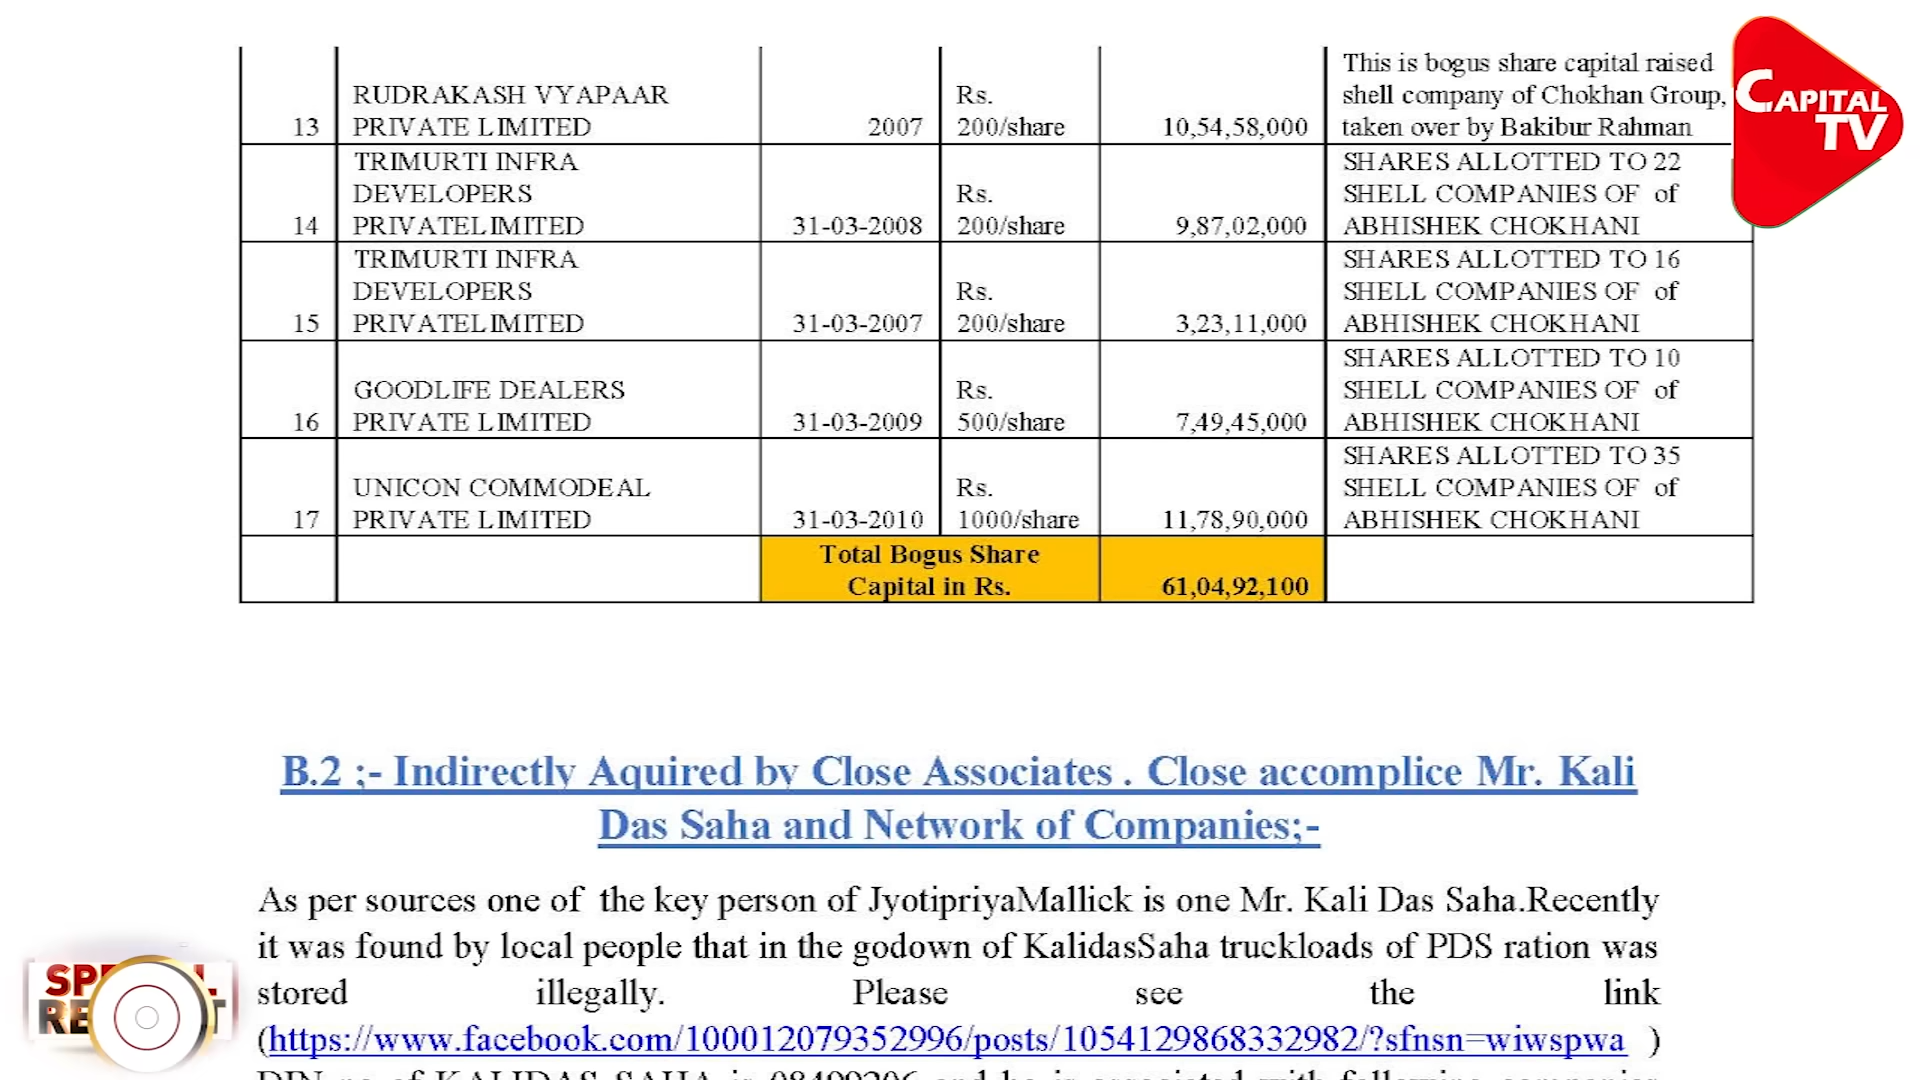 This is bogus share capital raised
RUDRAKASH VYAPAAR Rs. shell company of Chokhan Group,
13 PRIVATE LIMITED 2007 200/share 10,54,58,000 taken over by Bakibur Rahman
TRIMURTI INFRA SHARES ALLOTTED TO 22
DEVELOPERS Rs. SHELL COMPANIES OF of
14 PRIVATELIMITED 31-03-2008 200/share 9,87,02,000 ABHISHEK CHOKHANI
TRIMURTI INFRA SHARES ALLOTTED TO 16
DEVELOPERS Rs. SHELL COMPANIES OF of
15 PRIVATELIMITED 31-03-2007 200/share 3,23,11,000 ABHISHEK CHOKHANI
SHARES ALLOTTED TO 10
GOODLIFE DEALERS Rs. SHELL COMPANIES OF of
16 PRIVATE LIMITED 31-03-2009 500/share 7,49,45,000 ABHISHEK CHOKHANI
SHARES ALLOTTED TO 35
UNICON COMMODEAL Rs. SHELL COMPANIES OF of
17 PRIVATE LIMITED 31-03-2010 1000/share 11,78,90,000 ABHISHEK CHOKHANI
Total Bogus Share
Capital in Rs. 61,04,92,100
CAPITAL
TV
B.2 ;- Indirectly Aquired by Close Associates . Close accomplice Mr. Kali
Das Saha and Network of Companies;-
As per sources one of the key person of JyotipriyaMallick is one Mr. Kali Das Saha.Recently
it was found by local people that in the godown of KalidasSaha truckloads of PDS ration was
stored illegally. Please see the link
(https://www.facebook.com/100012079352996/posts/1054129868332982/?sfnsn=wiwspwa )